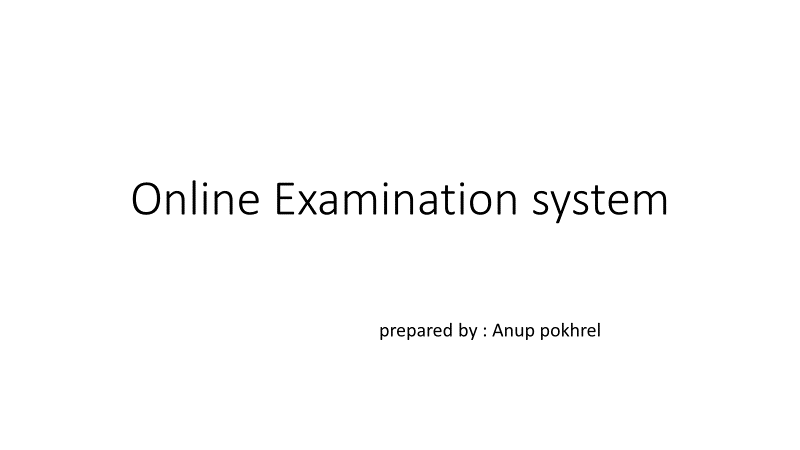 Online Examination system
prepared by : Anup pokhrel